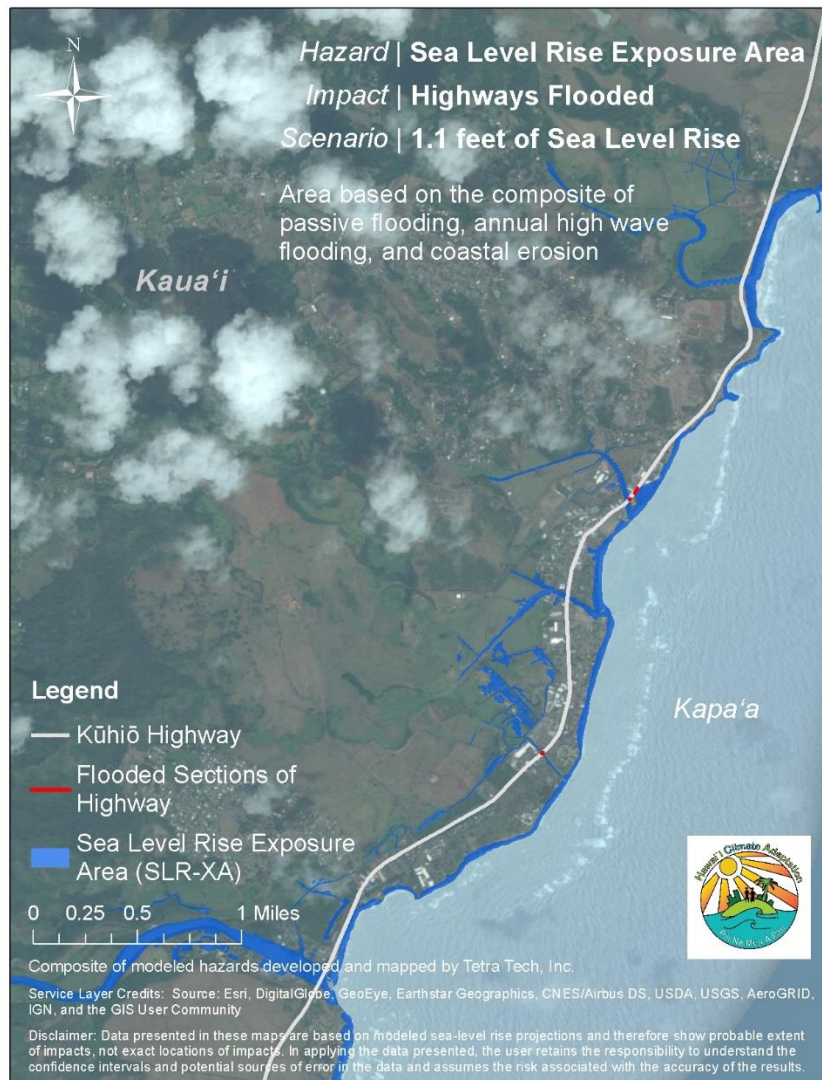 N
Hazard | Sea Level Rise Exposure Area
Impact | Highways Flooded
Scenario | 1.1 feet of Sea Level Rise
Area based on the composite of
passive flooding, annual high wave
flooding, and coastal erosion
Kauaʻi
Kapaʻa
Legend
Kūhiō Highway
Flooded Sections of
Highway
Sea Level Rise Exposure
Area (SLR-XA)
0 0.25 0.5 1 Miles
Hawaiʻi Climate Adaptation
Composite of modeled hazards developed and mapped by Tetra Tech, Inc.
Service Layer Credits: Source: Esri, DigitalGlobe, GeoEye, Earthstar Geographics, CNES/Airbus DS, USDA, USGS, AeroGRID,
IGN, and the GIS User Community
Disclaimer: Data presented in these maps are based on modeled sea-level rise projections and therefore show probable extent
of impacts, not exact locations of impacts. In applying the data presented, the user retains the responsibility to understand the
confidence intervals and potential sources of error in the data and assumes the risk associated with the accuracy of the results.